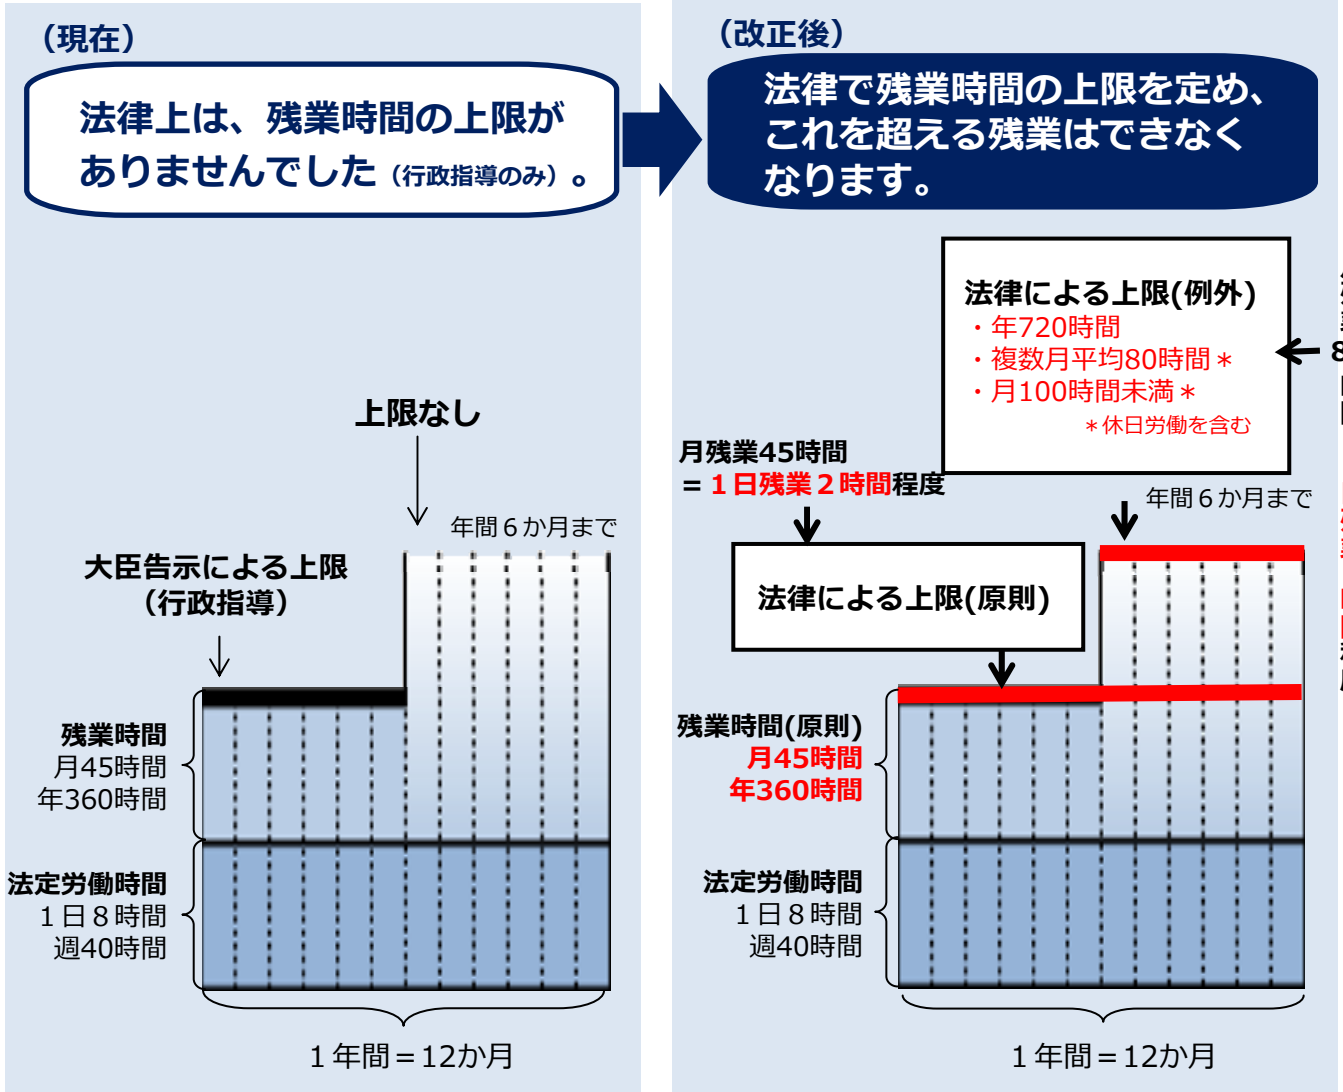 （現在）
法律上は、残業時間の上限が
ありませんでした（行政指導のみ）。
上限なし
年間６か月まで
大臣告示による上限
（行政指導）
残業時間
月45時間
年360時間
法定労働時間
１日８時間
週40時間
１年間＝12か月
（改正後）
法律で残業時間の上限を定め、
これを超える残業はできなく
なります。
法律による上限(例外)
・年720時間
・複数月平均80時間＊
・月100時間未満＊
＊休日労働を含む
月残業45時間
=１日残業２時間程度
年間６か月まで
法律による上限(原則)
残業時間(原則)
月45時間
年360時間
法定労働時間
１日８時間
週40時間
１年間＝12か月